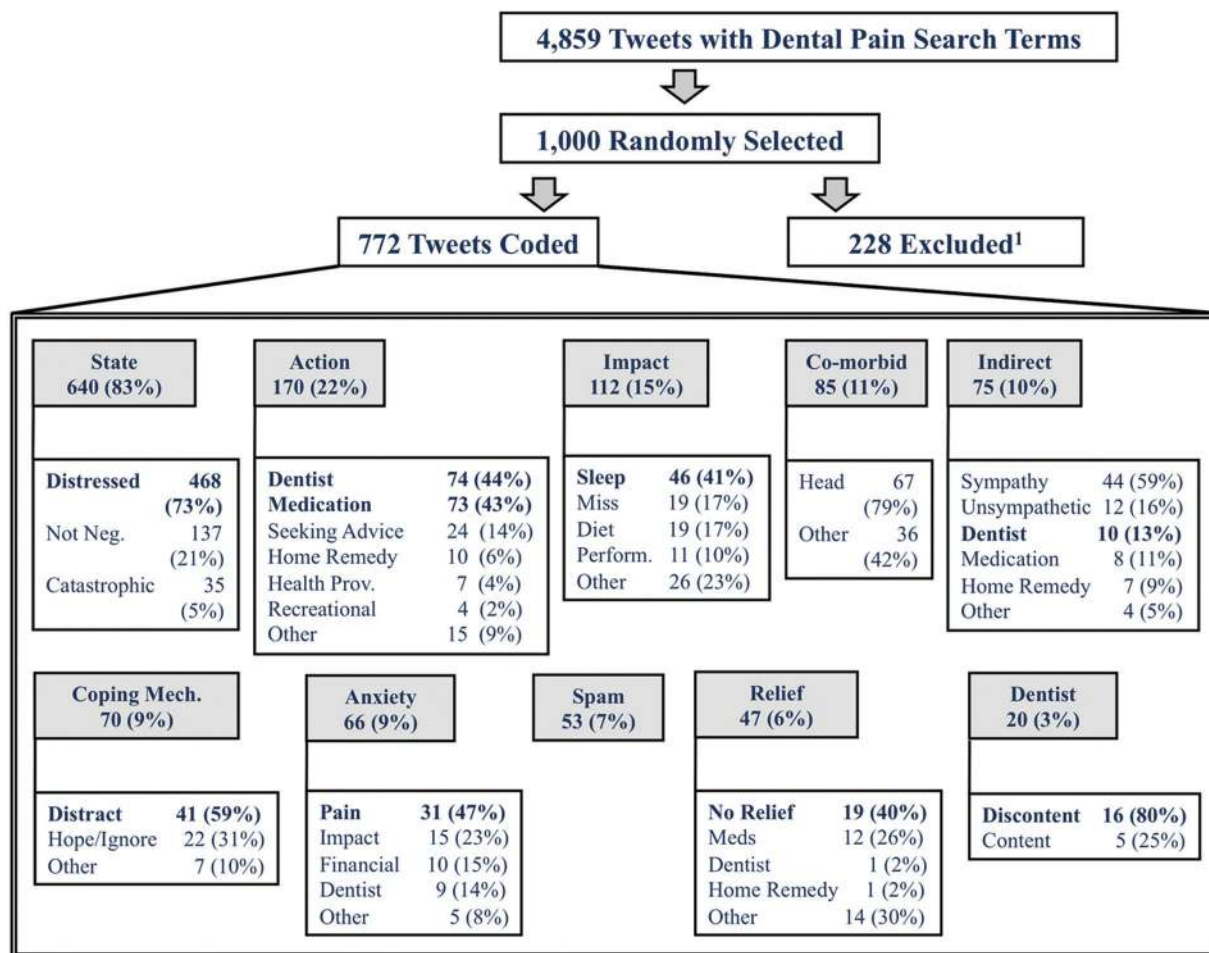 4,859 Tweets with Dental Pain Search Terms
1,000 Randomly Selected
772 Tweets Coded
228 Excluded¹
State
640 (83%)
Distressed 468
(73%)
Not Neg. 137
(21%)
Catastrophic 35
(5%)
Action
170 (22%)
Dentist 74 (44%)
Medication 73 (43%)
Seeking Advice 24 (14%)
Home Remedy 10 (6%)
Health Prov. 7 (4%)
Recreational 4 (2%)
Other 15 (9%)
Impact
112 (15%)
Sleep 46 (41%)
Miss 19 (17%)
Diet 19 (17%)
Perform. 11 (10%)
Other 26 (23%)
Co-morbid
85 (11%)
Head 67
(79%)
Other 36
(42%)
Indirect
75 (10%)
Sympathy 44 (59%)
Unsympathetic 12 (16%)
Dentist 10 (13%)
Medication 8 (11%)
Home Remedy 7 (9%)
Other 4 (5%)
Coping Mech.
70 (9%)
Distract 41 (59%)
Hope/Ignore 22 (31%)
Other 7 (10%)
Anxiety
66 (9%)
Pain 31 (47%)
Impact 15 (23%)
Financial 10 (15%)
Dentist 9 (14%)
Other 5 (8%)
Spam
53 (7%)
Relief
47 (6%)
No Relief 19 (40%)
Meds 12 (26%)
Dentist 1 (2%)
Home Remedy 1 (2%)
Other 14 (30%)
Dentist
20 (3%)
Discontent 16 (80%)
Content 5 (25%)